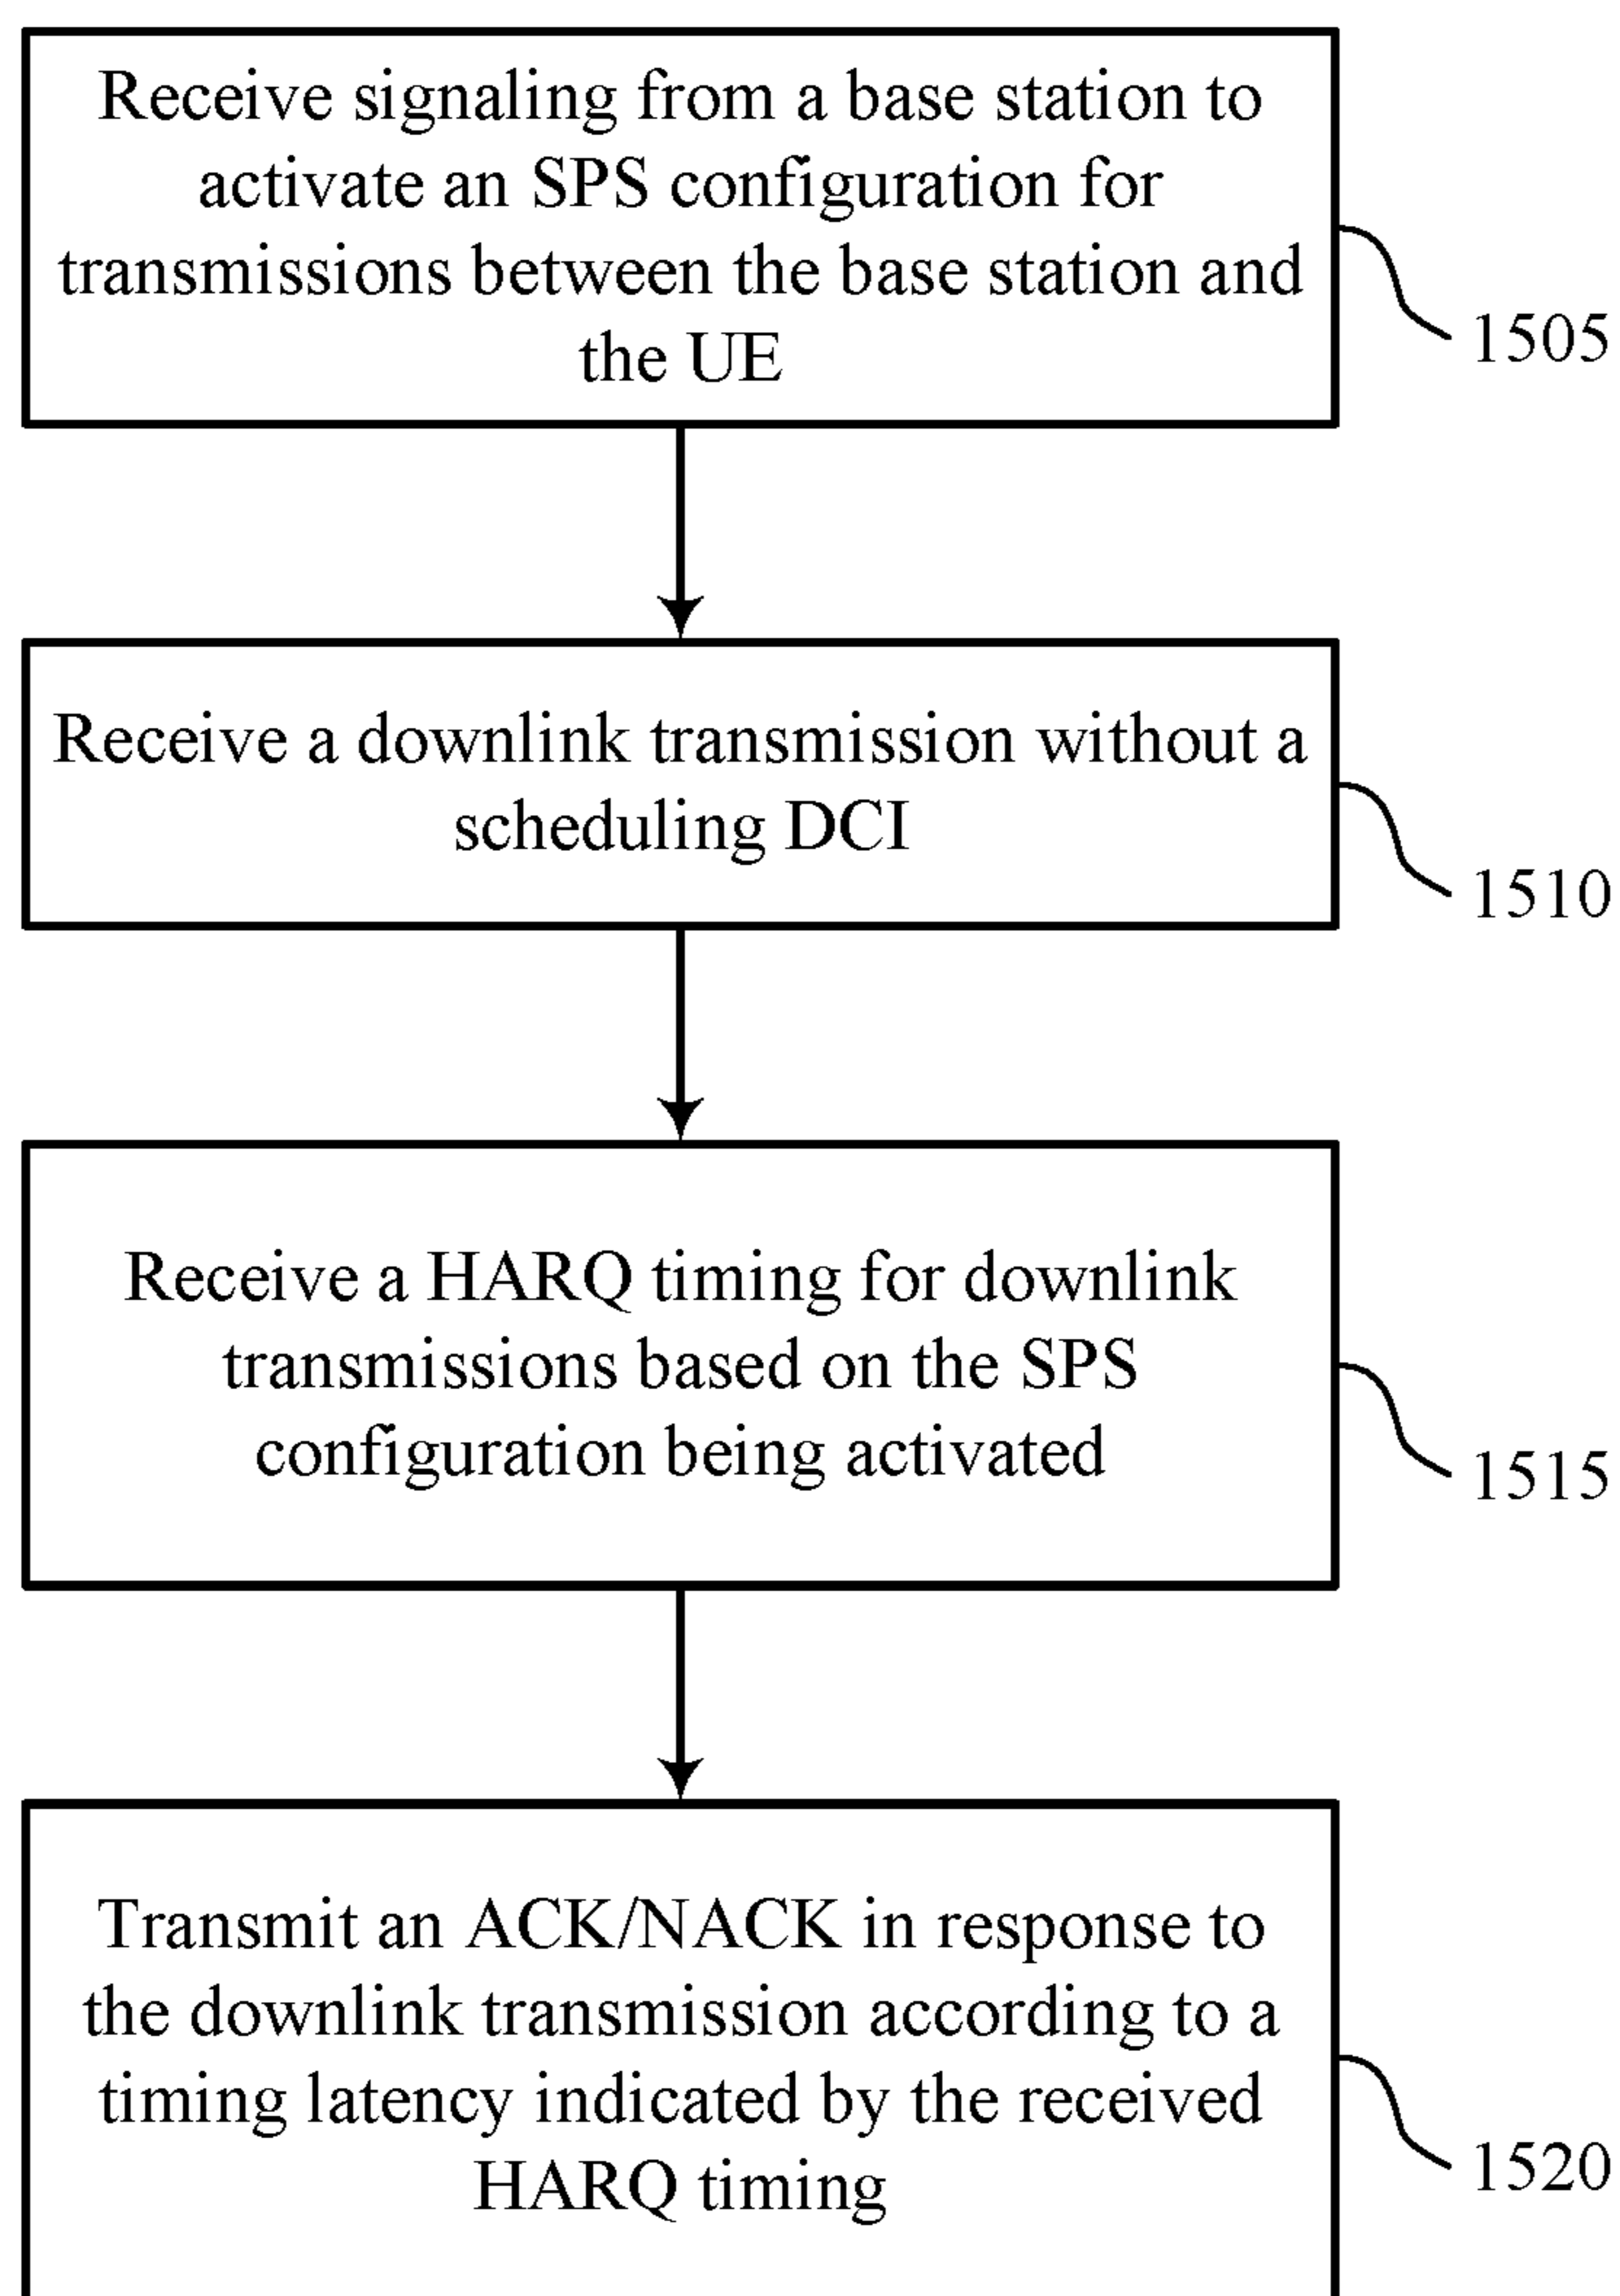 Receive signaling from a base station to
activate an SPS configuration for
transmissions between the base station and
the UE
1505
Receive a downlink transmission without a
scheduling DCI
1510
Receive a HARQ timing for downlink
transmissions based on the SPS
configuration being activated
1515
Transmit an ACK/NACK in response to
the downlink transmission according to a
timing latency indicated by the received
HARQ timing
1520